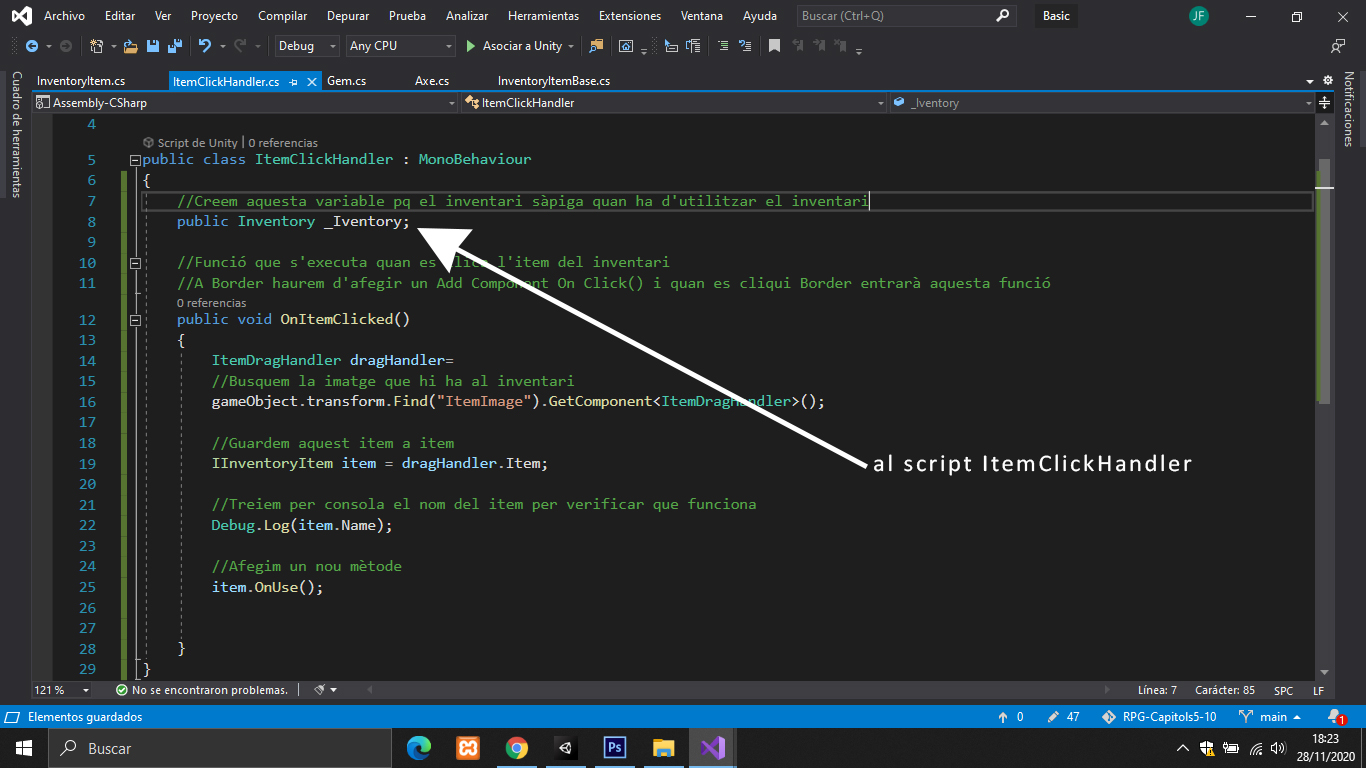 Archivo Editar Ver Proyecto Compilar Depurar Prueba Analizar Herramientas Extensiones Ventana Ayuda Buscar (Ctrl+Q) Basic JF
Debug Any CPU Asociar a Unity
InventoryItem.cs ItemClickHandler.cs Gem.cs Axe.cs InventoryItemBase.cs
Assembly-CSharp ItemClickHandler _Iventory
Cuadro de herramientas
Notificaciones
4
Script de Unity | 0 referencias
5 public class ItemClickHandler : MonoBehaviour
6 {
7 //Creem aquesta variable pq el inventari sàpiga quan ha d'utilitzar el inventari
8 public Inventory _Iventory;
9
10 //Funció que s'executa quan es clica l'item del inventari
11 //A Border haurem d'afegir un Add Component On Click() i quan es cliqui Border entrarà aquesta funció
0 referencias
12 public void OnItemClicked()
13 {
14 ItemDragHandler dragHandler=
15 //Busquem la imatge que hi ha al inventari
16 gameObject.transform.Find("ItemImage").GetComponent<ItemDragHandler>();
17
18 //Guardem aquest item a item
19 IInventoryItem item = dragHandler.Item;
al script ItemClickHandler
20
21 //Treiem per consola el nom del item per verificar que funciona
22 Debug.Log(item.Name);
23
24 //Afegim un nou mètode
25 item.OnUse();
26
27
28 }
29 }
121 % No se encontraron problemas. Línea: 7 Carácter: 85 SPC LF
Elementos guardados 0 47 RPG-Capitols5-10 main 1
Buscar Ps 18:23
28/11/2020